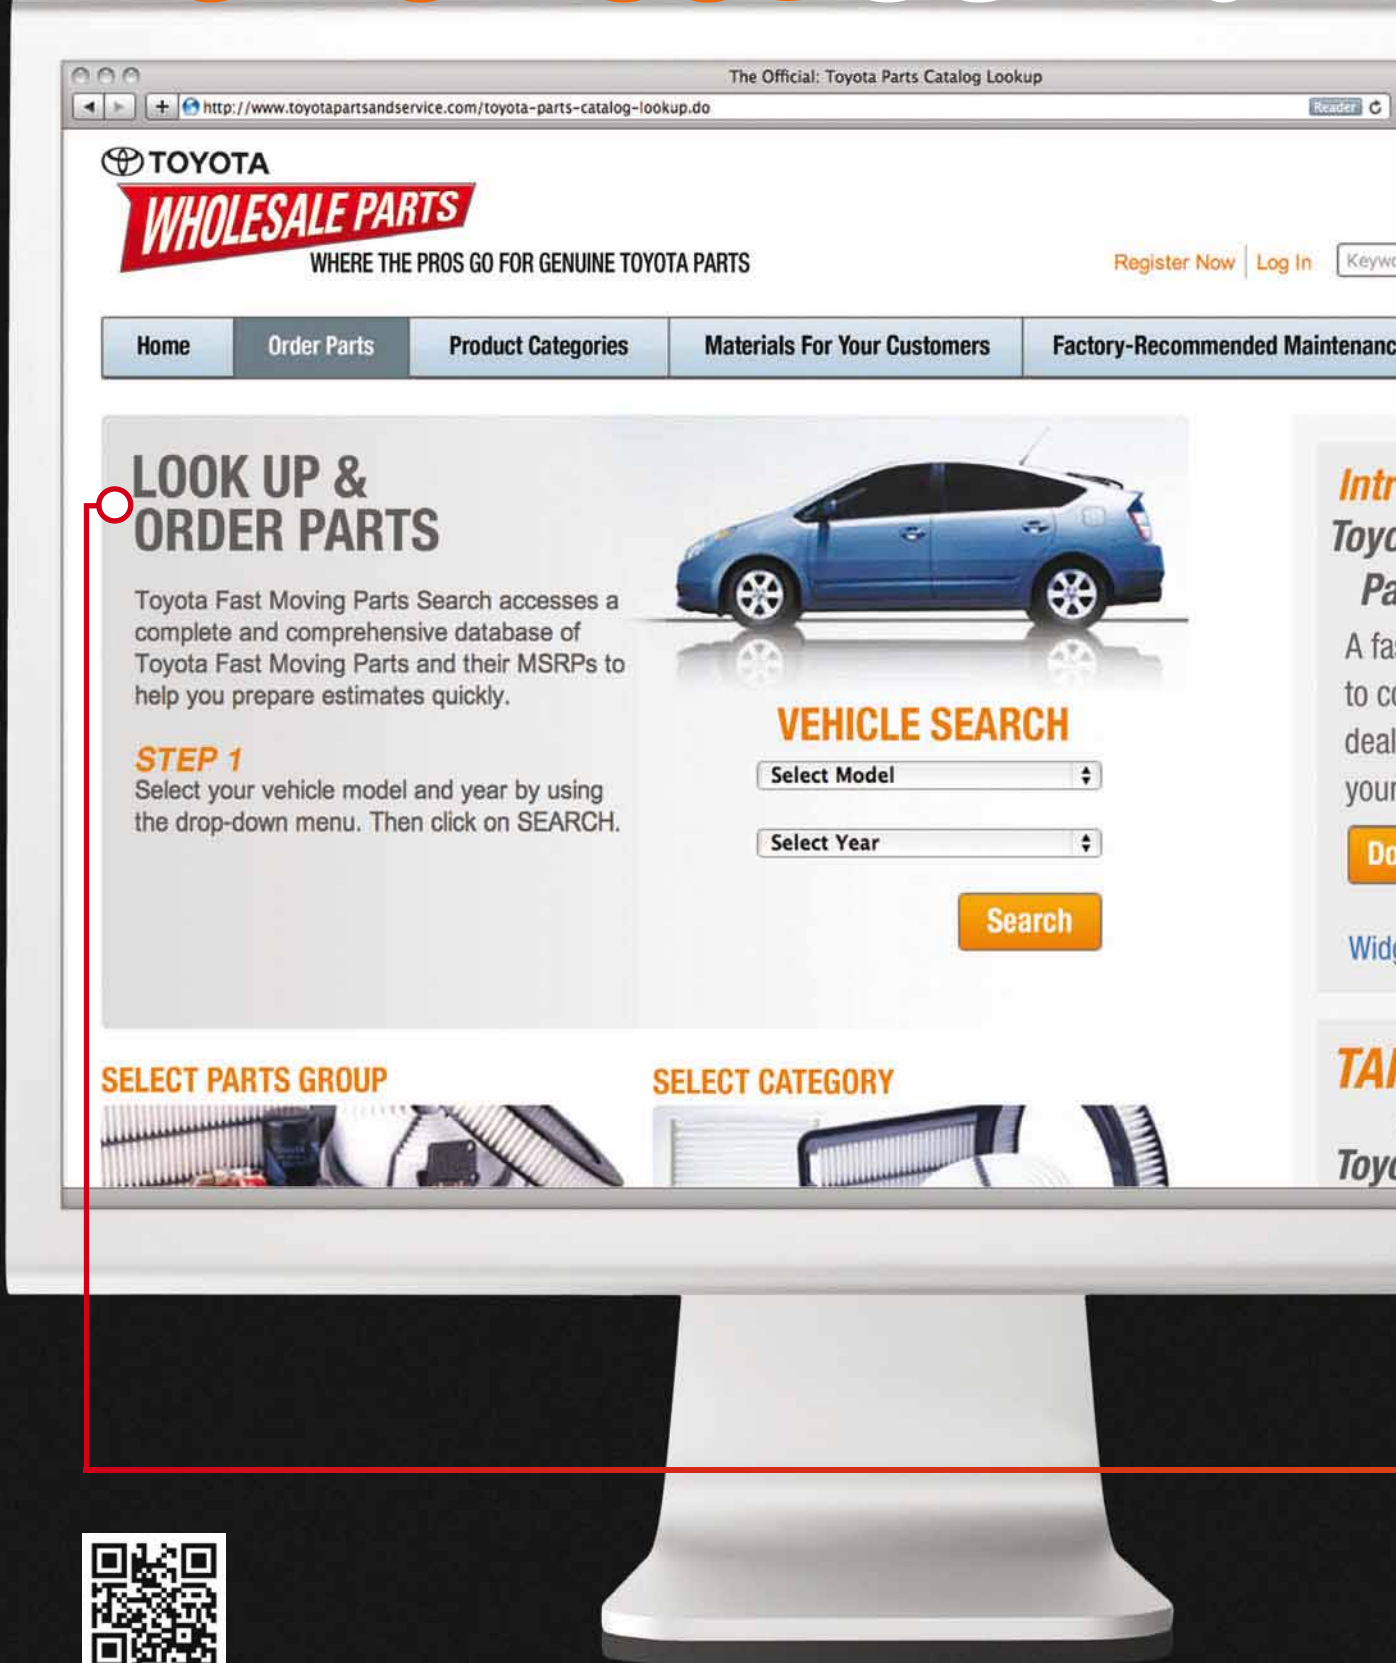 The Official: Toyota Parts Catalog Lookup
http://www.toyotapartsandservice.com/toyota-parts-catalog-lookup.do
Reader
TOYOTA
WHOLESALE PARTS
WHERE THE PROS GO FOR GENUINE TOYOTA PARTS
Register Now Log In
Home Order Parts Product Categories Materials For Your Customers Factory-Recommended
LOOK UP &
ORDER PARTS
Toyota Fast Moving Parts Search accesses a
complete and comprehensive database of
Toyota Fast Moving Parts and their MSRPs to
help you prepare estimates quickly.
STEP 1
Select your vehicle model and year by using
the drop-down menu. Then click on SEARCH.
VEHICLE SEARCH
Select Model
Select Year
Search
A
to
your
SELECT PARTS GROUP
SELECT CATEGORY